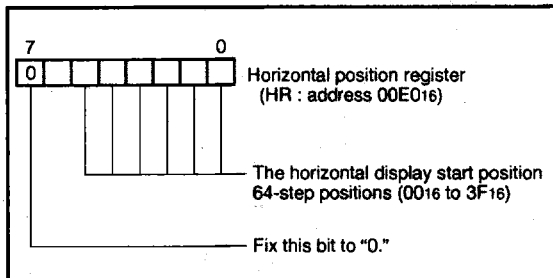 7 0
0
Horizontal position register
(HR : address 00E016)
The horizontal display start position
64-step positions (0016 to 3F16)
Fix this bit to “0.”